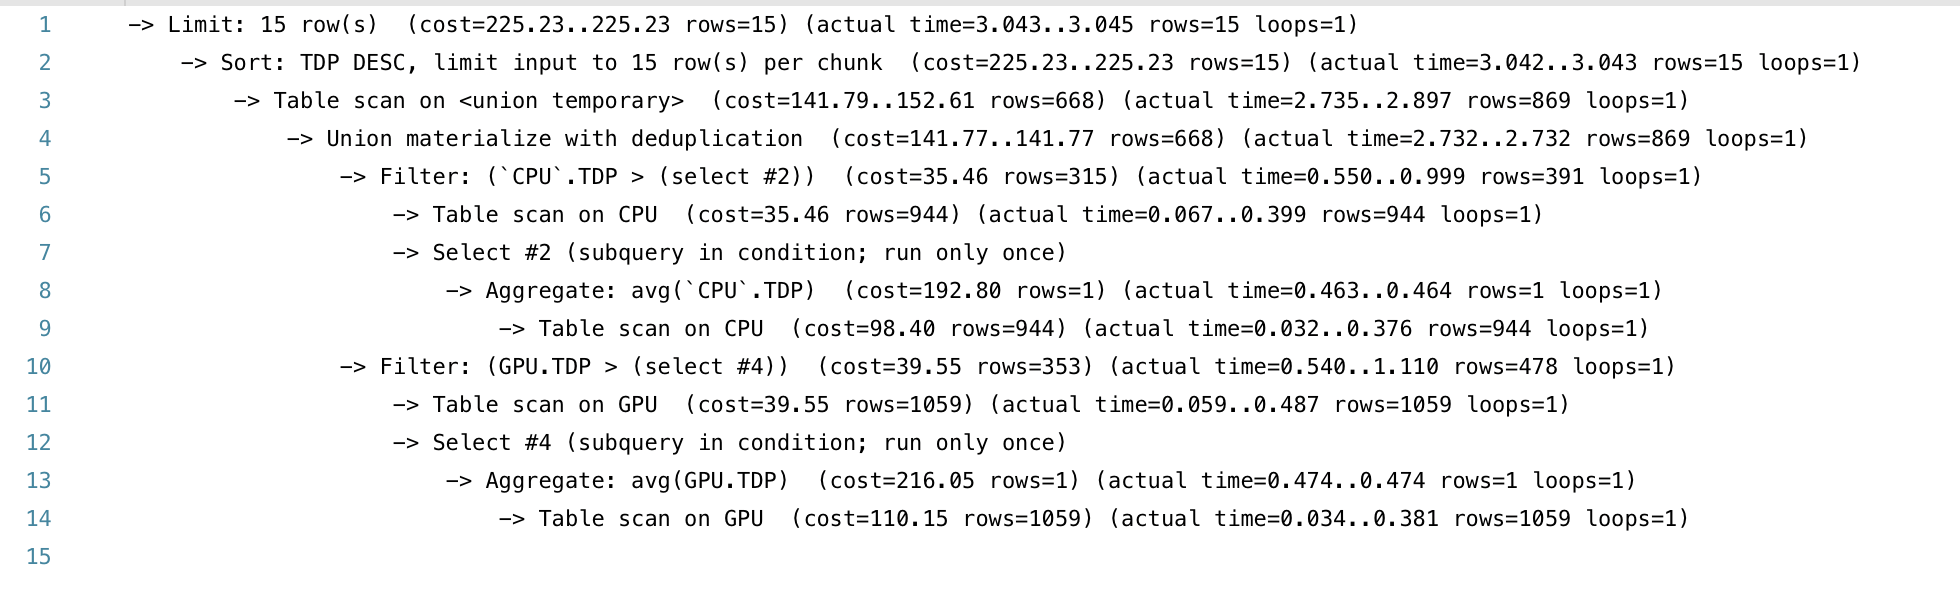 1 -> Limit: 15 row(s) (cost=225.23..225.23 rows=15) (actual time=3.043..3.045 rows=15 loops=1)
2 -> Sort: TDP DESC, limit input to 15 row(s) per chunk (cost=225.23..225.23 rows=15) (actual time=3.042..3.043 rows=15 loops=1)
3 -> Table scan on <union temporary> (cost=141.79..152.61 rows=668) (actual time=2.735..2.897 rows=869 loops=1)
4 -> Union materialize with deduplication (cost=141.77..141.77 rows=668) (actual time=2.732..2.732 rows=869 loops=1)
5 -> Filter: (`CPU`.TDP > (select #2)) (cost=35.46 rows=315) (actual time=0.550..0.999 rows=391 loops=1)
6 -> Table scan on CPU (cost=35.46 rows=944) (actual time=0.067..0.399 rows=944 loops=1)
7 -> Select #2 (subquery in condition; run only once)
8 -> Aggregate: avg(`CPU`.TDP) (cost=192.80 rows=1) (actual time=0.463..0.464 rows=1 loops=1)
9 -> Table scan on CPU (cost=98.40 rows=944) (actual time=0.032..0.376 rows=944 loops=1)
10 -> Filter: (GPU.TDP > (select #4)) (cost=39.55 rows=353) (actual time=0.540..1.110 rows=478 loops=1)
11 -> Table scan on GPU (cost=39.55 rows=1059) (actual time=0.059..0.487 rows=1059 loops=1)
12 -> Select #4 (subquery in condition; run only once)
13 -> Aggregate: avg(GPU.TDP) (cost=216.05 rows=1) (actual time=0.474..0.474 rows=1 loops=1)
14 -> Table scan on GPU (cost=110.15 rows=1059) (actual time=0.034..0.381 rows=1059 loops=1)
15